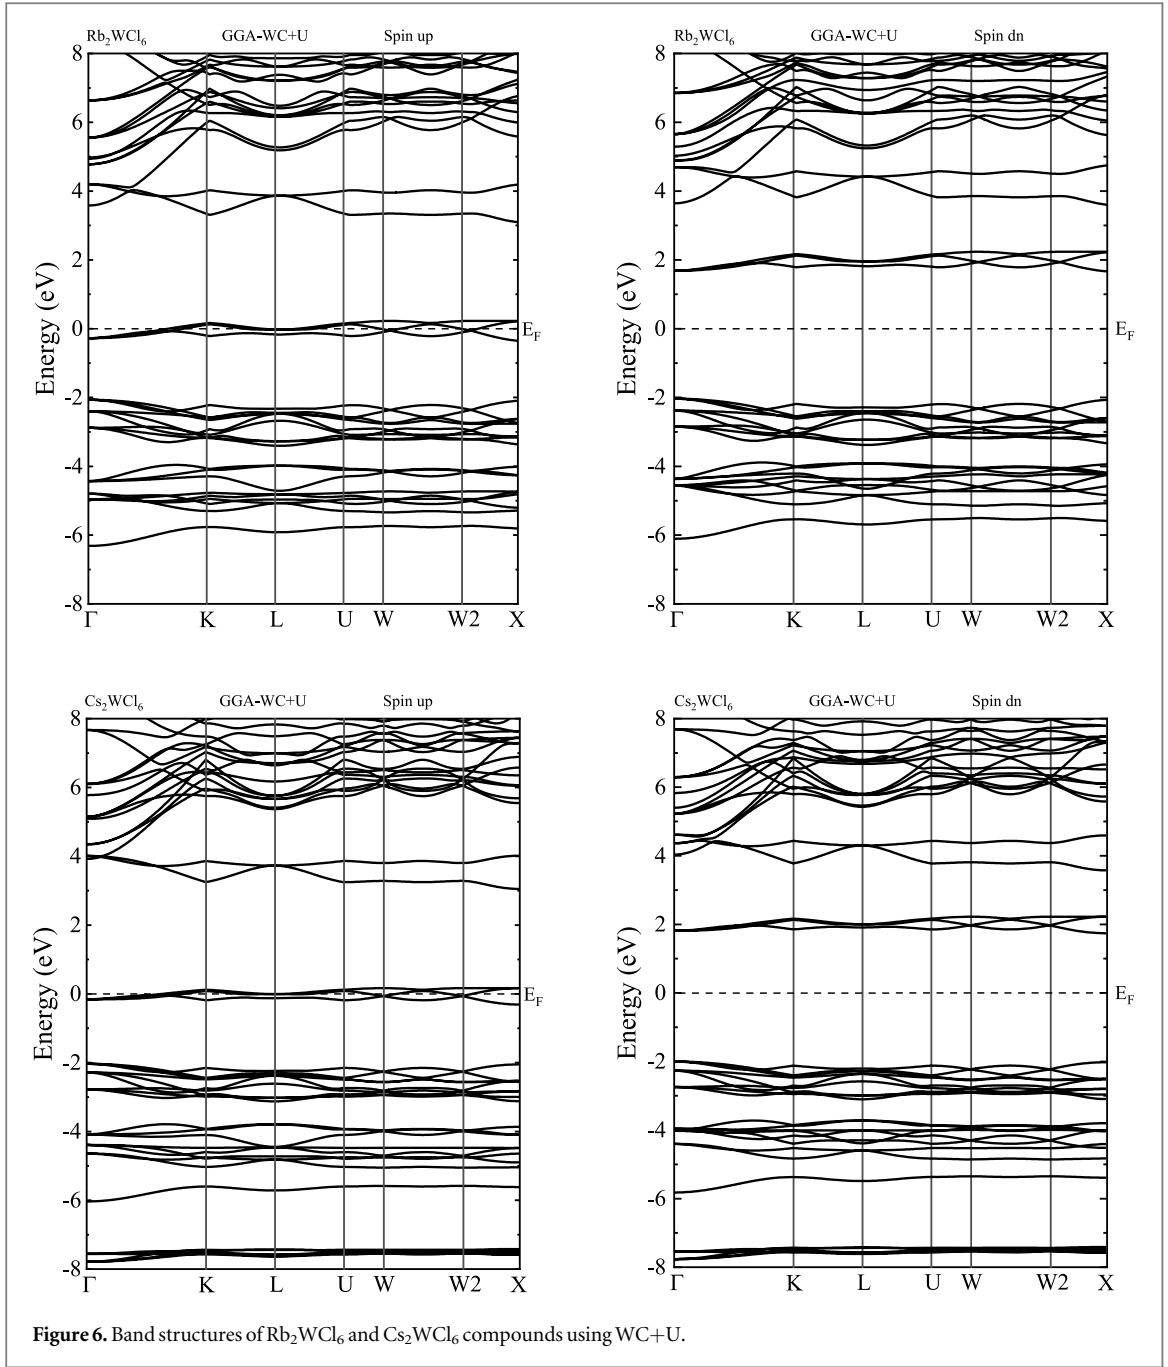 Rb₂WCl₆ GGA-WC+U Spin up
8
6
4
2
0
-2
-4
-6
-8
Energy (eV)
E_F
Γ K L U W W2 X
Rb₂WCl₆ GGA-WC+U Spin dn
8
6
4
2
0
-2
-4
-6
-8
Energy (eV)
E_F
Γ K L U W W2 X
Cs₂WCl₆ GGA-WC+U Spin up
8
6
4
2
0
-2
-4
-6
-8
Energy (eV)
E_F
Γ K L U W W2 X
Cs₂WCl₆ GGA-WC+U Spin dn
8
6
4
2
0
-2
-4
-6
-8
Energy (eV)
E_F
Γ K L U W W2 X
Figure 6. Band structures of Rb₂WCl₆ and Cs₂WCl₆ compounds using WC+U.